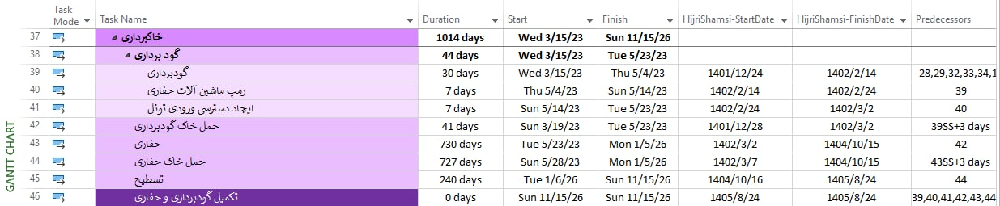 Task Mode Task Name Duration Start Finish HijriShamsi-StartDate HijriShamsi-FinishDate Predecessors
37 خاکبرداری 1014 days Wed 3/15/23 Sun 11/15/26
38 گود برداری 44 days Wed 3/15/23 Tue 5/23/23
39 گودبرداری 30 days Wed 3/15/23 Thu 5/4/23 1401/12/24 1402/2/14 28,29,32,33,34,1
40 رمپ ماشین آلات حفاری 7 days Thu 5/4/23 Sun 5/14/23 1402/2/14 1402/2/24 39
41 ایجاد دسترسی ورودی تونل 7 days Sun 5/14/23 Tue 5/23/23 1402/2/24 1402/3/2 40
42 حمل خاک گودبرداری 41 days Sun 3/19/23 Tue 5/23/23 1401/12/28 1402/3/2 39SS+3 days
43 حفاری 730 days Tue 5/23/23 Mon 1/5/26 1402/3/2 1404/10/15 42
44 حمل خاک حفاری 727 days Sun 5/28/23 Mon 1/5/26 1402/3/7 1404/10/15 43SS+3 days
45 تسطیح 240 days Tue 1/6/26 Sun 11/15/26 1404/10/16 1405/8/24 44
46 تکمیل گودبرداری و حفاری 0 days Sun 11/15/26 Sun 11/15/26 1405/8/24 1405/8/24 39,40,41,42,43,44
GANTT CHART